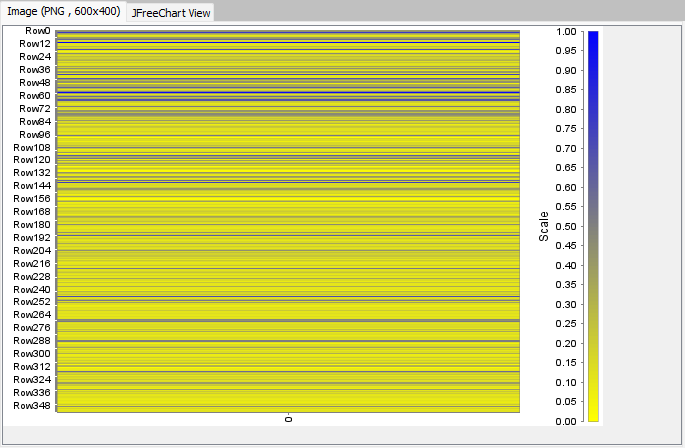 Image (PNG , 600x400) JFreeChart View
Row0
Row12
Row24
Row36
Row48
Row60
Row72
Row84
Row96
Row108
Row120
Row132
Row144
Row156
Row168
Row180
Row192
Row204
Row216
Row228
Row240
Row252
Row264
Row276
Row288
Row300
Row312
Row324
Row336
Row348
0
Scale
1.00
0.95
0.90
0.85
0.80
0.75
0.70
0.65
0.60
0.55
0.50
0.45
0.40
0.35
0.30
0.25
0.20
0.15
0.10
0.05
0.00